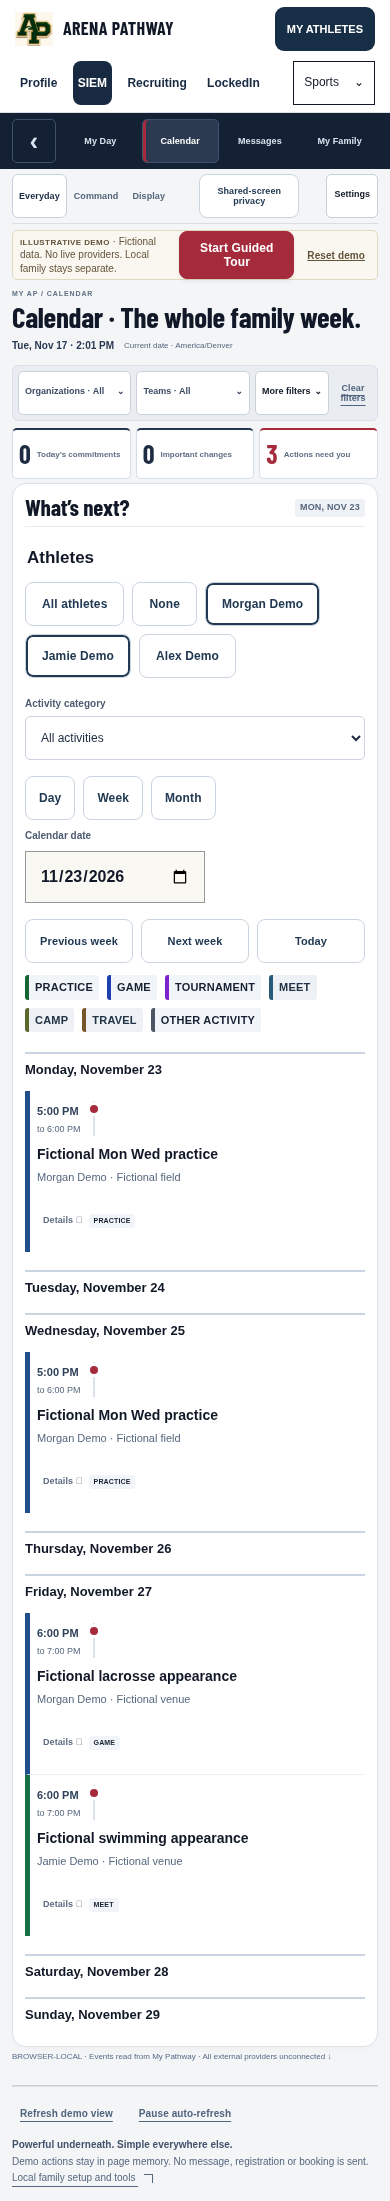 AP ARENA PATHWAY
MY ATHLETES
Profile SIEM Recruiting LockedIn Sports
‹ My Day Calendar Messages My Family
Everyday Command Display Shared-screen privacy Settings
ILLUSTRATIVE DEMO · Fictional data. No live providers. Local family stays separate.
Start Guided Tour
Reset demo
MY AP / CALENDAR
Calendar · The whole family week.
Tue, Nov 17 · 2:01 PM Current date · America/Denver
Organizations · All Teams · All More filters Clear filters
0 Today's commitments 0 Important changes 3 Actions need you
What's next? MON, NOV 23
Athletes
All athletes None Morgan Demo
Jamie Demo Alex Demo
Activity category
All activities
Day Week Month
Calendar date
11/23/2026
Previous week Next week Today
PRACTICE GAME TOURNAMENT MEET
CAMP TRAVEL OTHER ACTIVITY
Monday, November 23
5:00 PM
to 6:00 PM
Fictional Mon Wed practice
Morgan Demo · Fictional field
Details PRACTICE
Tuesday, November 24
Wednesday, November 25
5:00 PM
to 6:00 PM
Fictional Mon Wed practice
Morgan Demo · Fictional field
Details PRACTICE
Thursday, November 26
Friday, November 27
6:00 PM
to 7:00 PM
Fictional lacrosse appearance
Morgan Demo · Fictional venue
Details GAME
6:00 PM
to 7:00 PM
Fictional swimming appearance
Jamie Demo · Fictional venue
Details MEET
Saturday, November 28
Sunday, November 29
BROWSER-LOCAL · Events read from My Pathway · All external providers unconnected ↓
Refresh demo view Pause auto-refresh
Powerful underneath. Simple everywhere else.
Demo actions stay in page memory. No message, registration or booking is sent.
Local family setup and tools